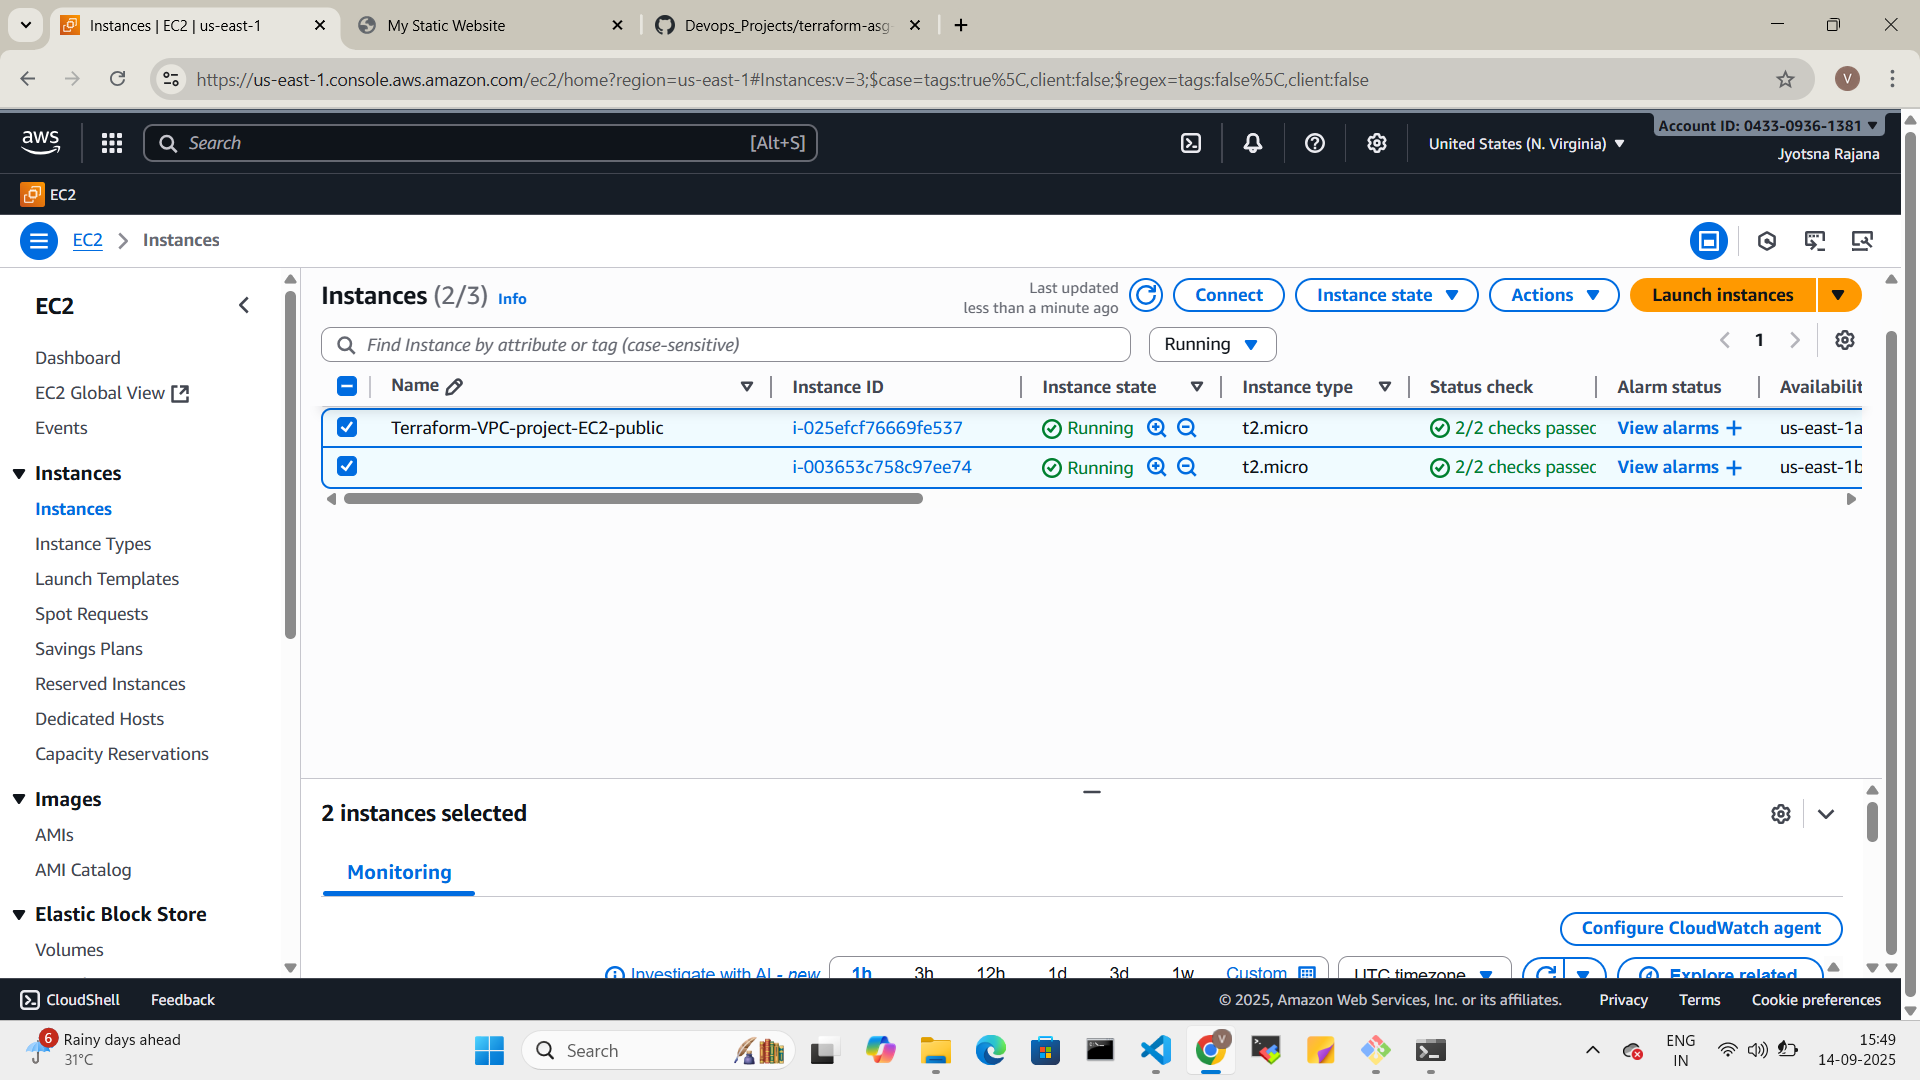 Instances | EC2 | us-east-1
My Static Website
Devops_Projects/terraform-asg
https://us-east-1.console.aws.amazon.com/ec2/home?region=us-east-1#Instances:v=3;$case=tags:true%5C,client:false;$regex=tags:false%5C,client:false
V
aws
Search
[Alt+S]
United States (N. Virginia)
Account ID: 0433-0936-1381
Jyotsna Rajana
EC2
EC2
Instances
EC2
Dashboard
EC2 Global View
Events
Instances
Instances
Instance Types
Launch Templates
Spot Requests
Savings Plans
Reserved Instances
Dedicated Hosts
Capacity Reservations
Images
AMIs
AMI Catalog
Elastic Block Store
Volumes
Instances (2/3) Info
Last updated
less than a minute ago
Connect
Instance state
Actions
Launch instances
Find Instance by attribute or tag (case-sensitive)
Running
1
Name Instance ID Instance state Instance type Status check Alarm status Availabilit
Terraform-VPC-project-EC2-public i-025efcf76669fe537 Running t2.micro 2/2 checks passed View alarms + us-east-1a
i-003653c758c97ee74 Running t2.micro 2/2 checks passed View alarms + us-east-1b
2 instances selected
Monitoring
Configure CloudWatch agent
Investigate with AI - new 1h 3h 12h 1d 3d 1w Custom UTC timezone Explore related
CloudShell Feedback
© 2025, Amazon Web Services, Inc. or its affiliates. Privacy Terms Cookie preferences
6
Rainy days ahead
31°C
Search
V
ENG
IN
15:49
14-09-2025